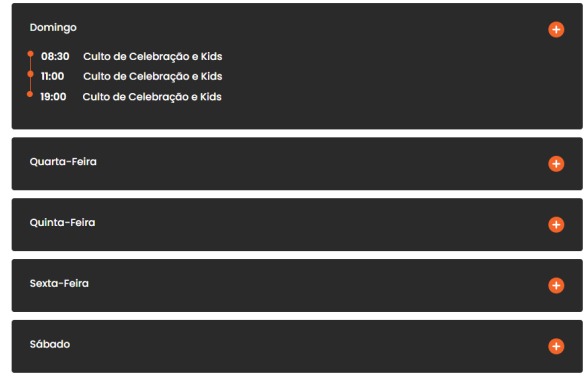 Domingo
08:30 Culto de Celebração e Kids
11:00 Culto de Celebração e Kids
19:00 Culto de Celebração e Kids
Quarta-Feira
Quinta-Feira
Sexta-Feira
Sábado